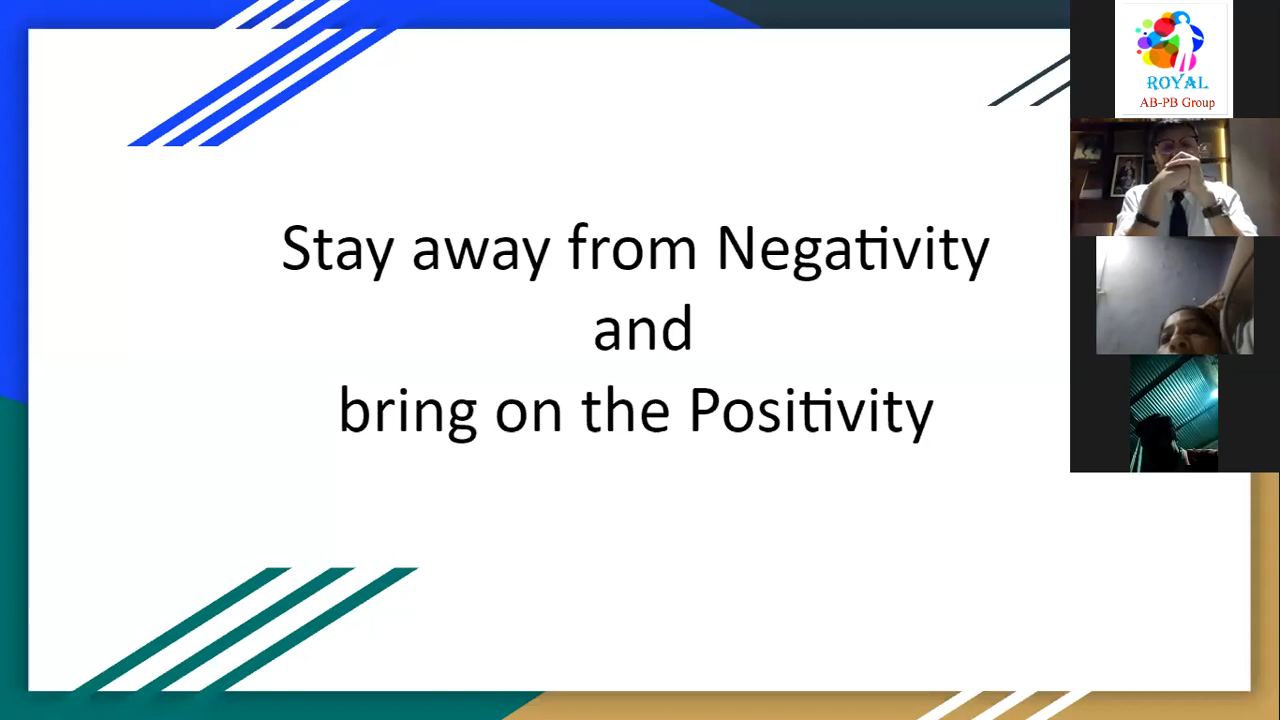 Stay away from Negativity
and
bring on the Positivity
ROYAL
AB-PB Group